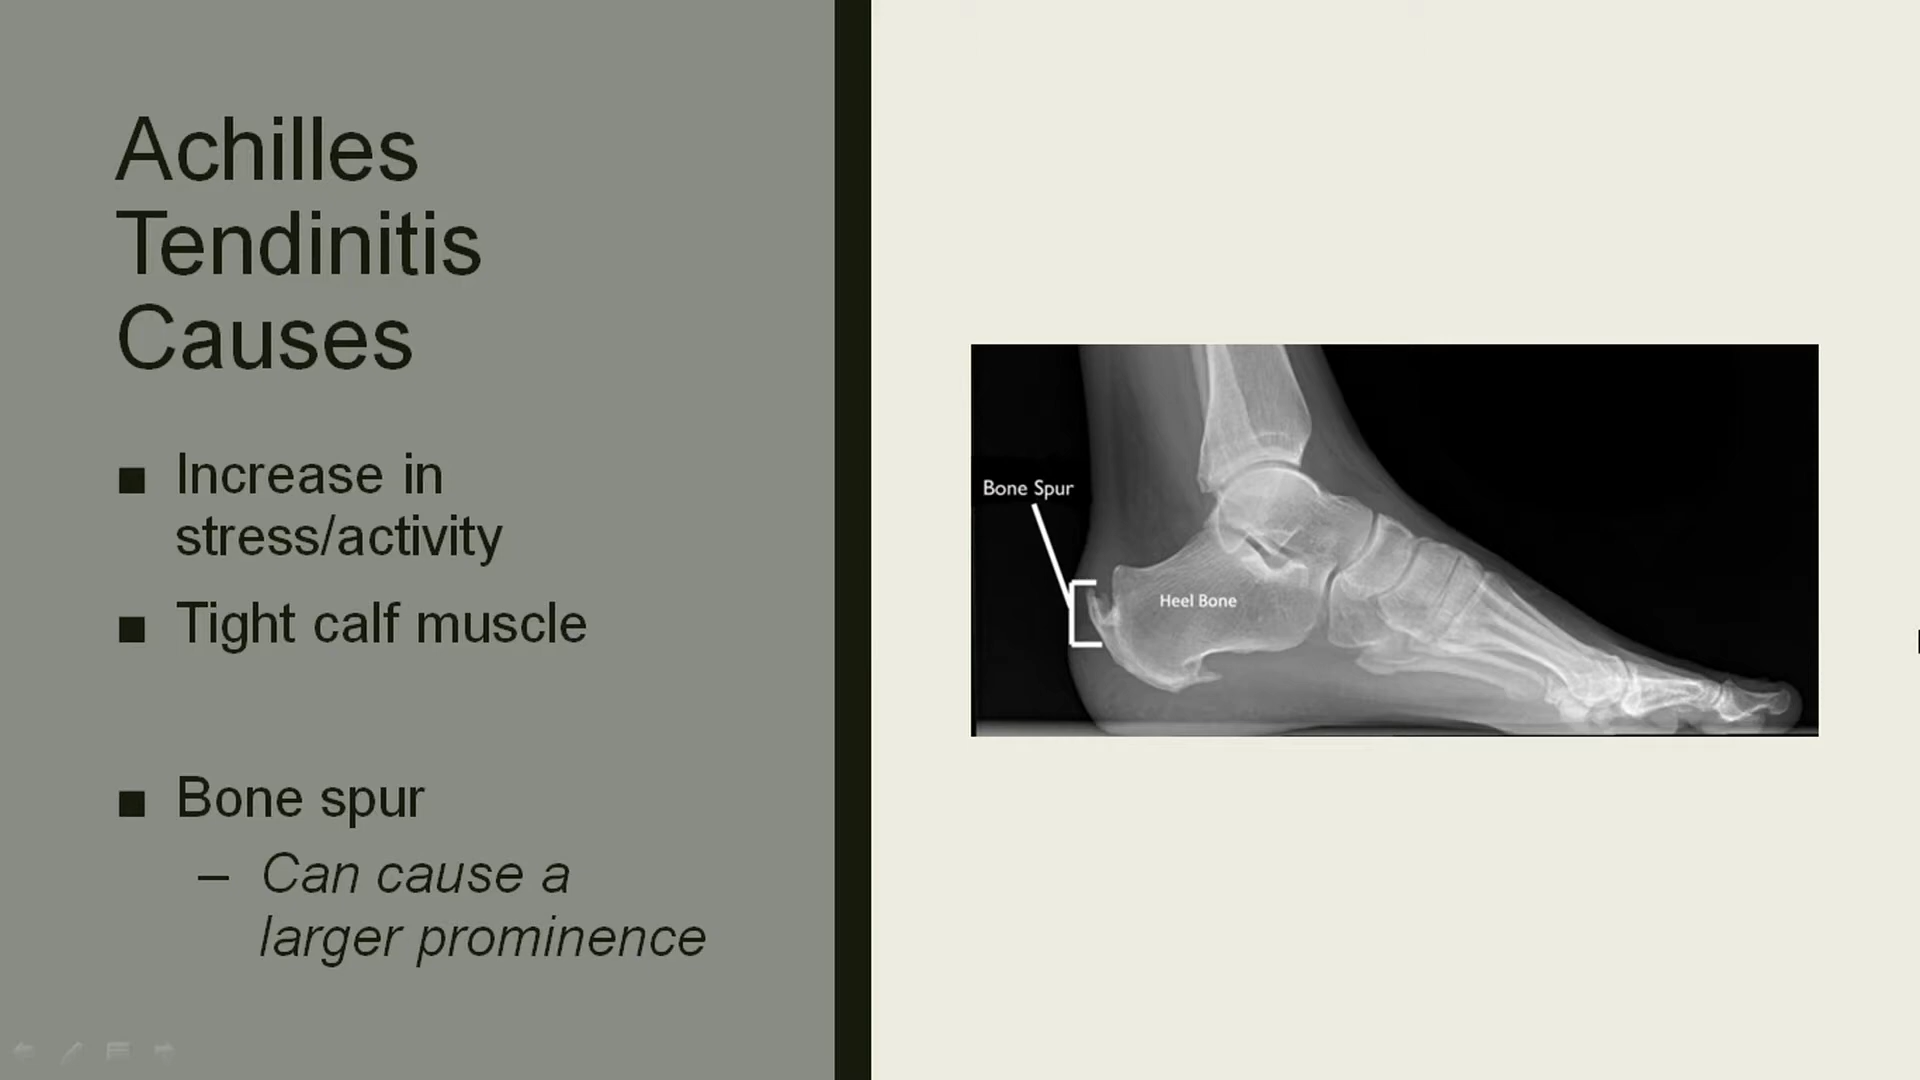 Achilles
Tendinitis
Causes
■ Increase in
stress/activity
■ Tight calf muscle
■ Bone spur
– Can cause a
larger prominence
Bone Spur
Heel Bone